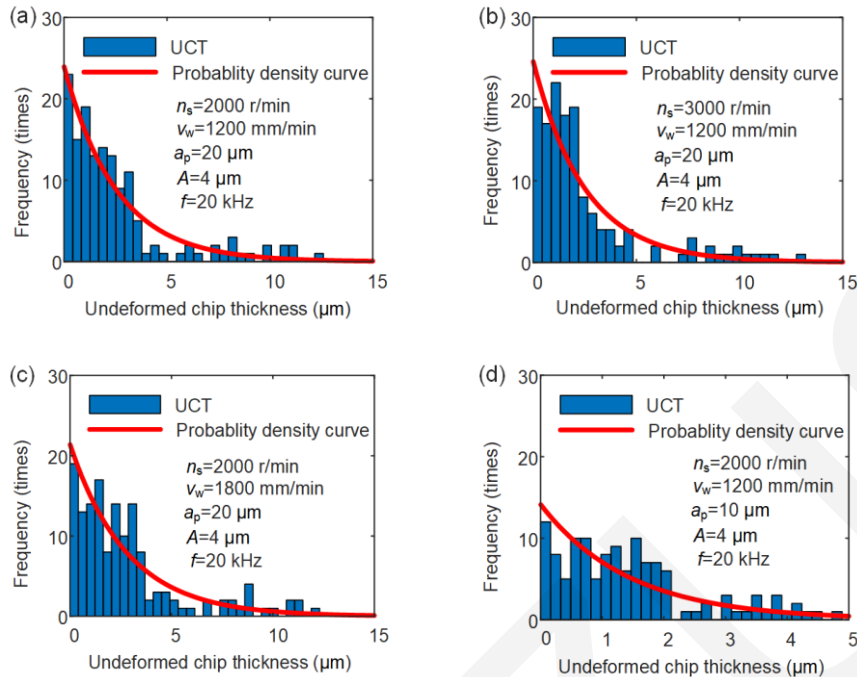 (a)
30
20
10
0
0 5 10 15
Frequency (times)
Undeformed chip thickness (μm)
UCT
Probablity density curve
ns=2000 r/min
vw=1200 mm/min
ap=20 μm
A=4 μm
f=20 kHz
(b)
30
20
10
0
0 5 10 15
Frequency (times)
Undeformed chip thickness (μm)
UCT
Probablity density curve
ns=3000 r/min
vw=1200 mm/min
ap=20 μm
A=4 μm
f=20 kHz
(c)
30
20
10
0
0 5 10 15
Frequency (times)
Undeformed chip thickness (μm)
UCT
Probablity density curve
ns=2000 r/min
vw=1800 mm/min
ap=20 μm
A=4 μm
f=20 kHz
(d)
30
20
10
0
0 1 2 3 4 5
Frequency (times)
Undeformed chip thickness (μm)
UCT
Probablity density curve
ns=2000 r/min
vw=1200 mm/min
ap=10 μm
A=4 μm
f=20 kHz